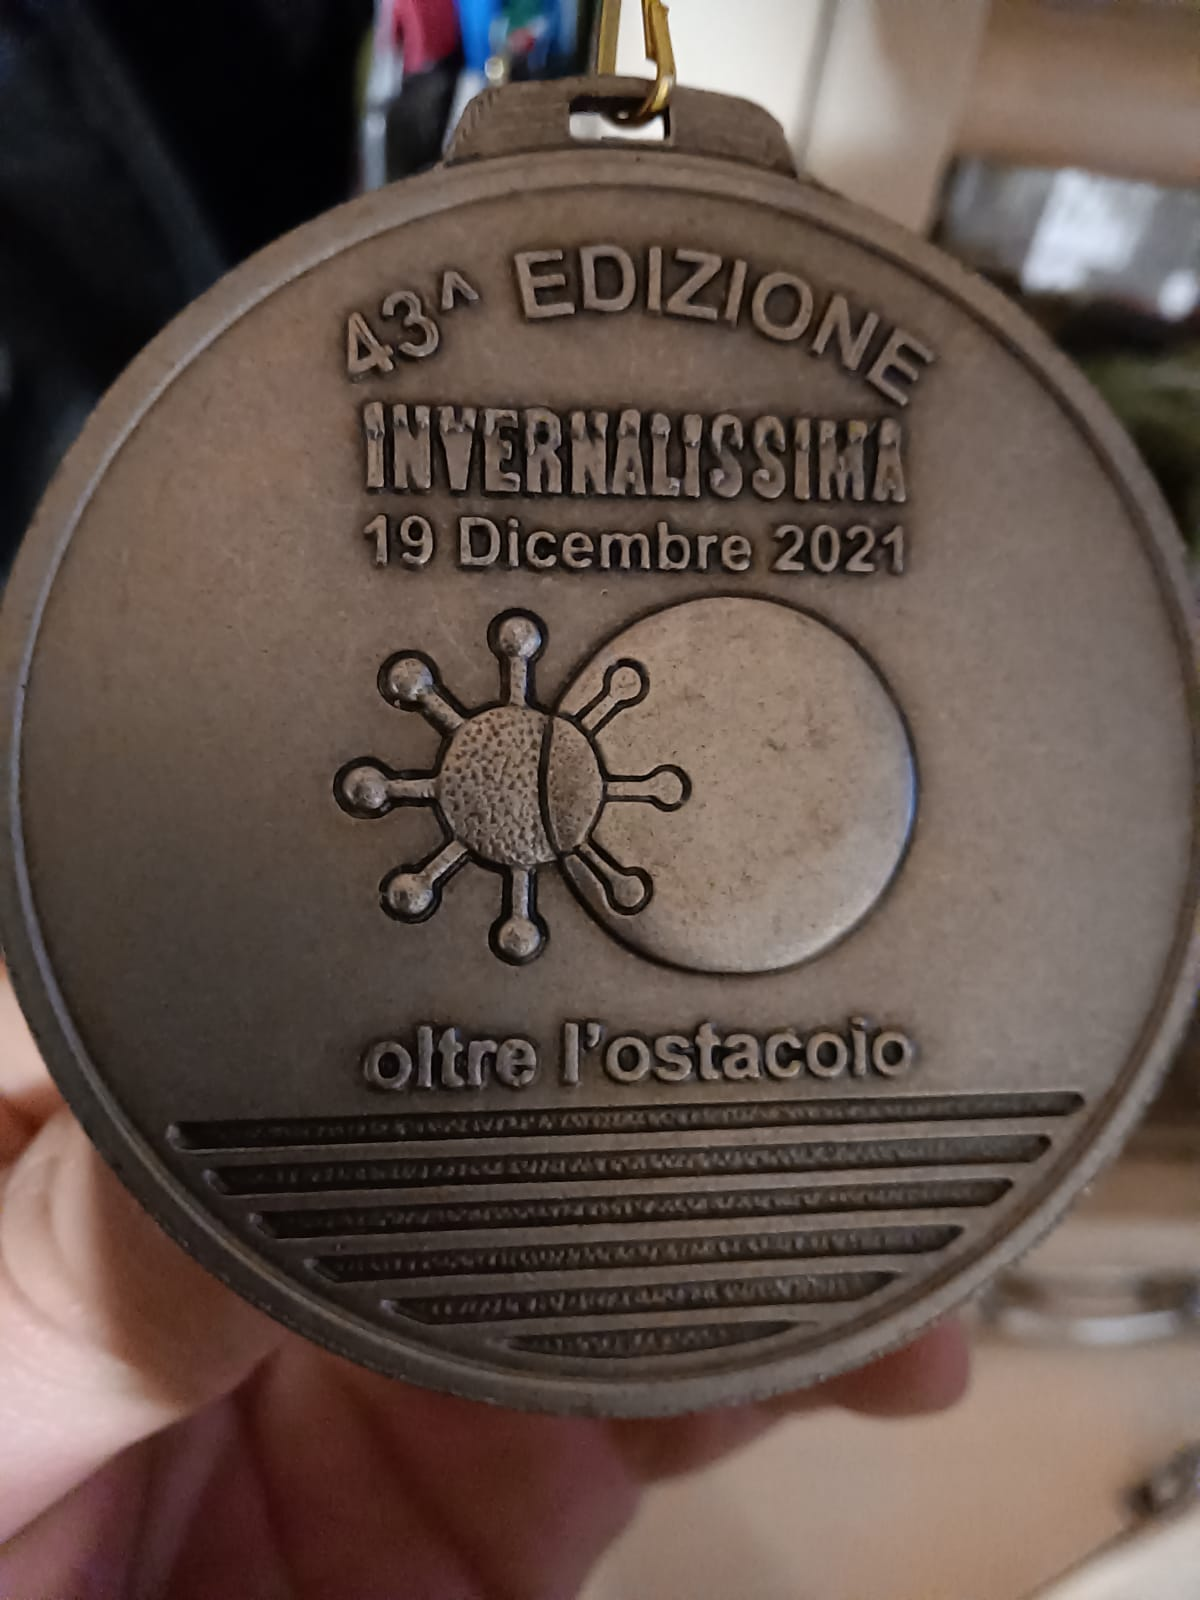 43^ EDIZIONE
INVERNALISSIMA
19 Dicembre 2021
oltre l'ostacolo